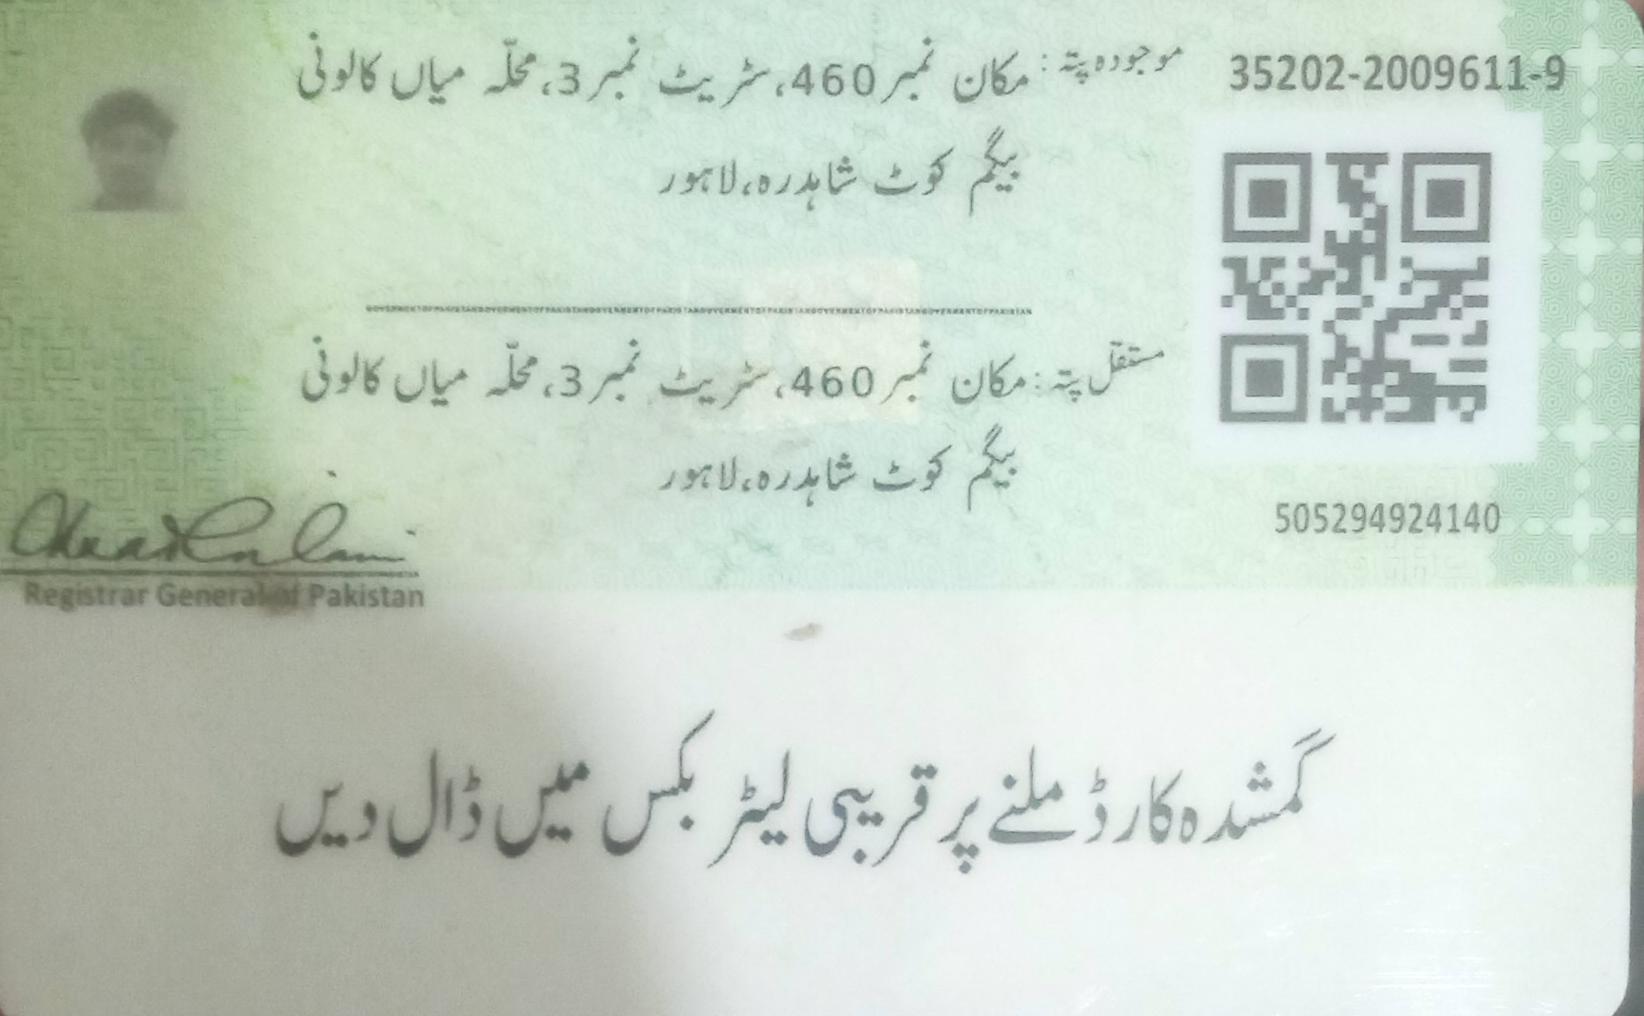 35202-2009611-9
موجودہ پتہ: مکان نمبر 460، سٹریٹ نمبر 3، محلّہ میاں کالونی
بیگم کوٹ شاہدرہ، لاہور
مستقل پتہ: مکان نمبر 460، سٹریٹ نمبر 3، محلّہ میاں کالونی
بیگم کوٹ شاہدرہ، لاہور
505294924140
Registrar General of Pakistan
گمشدہ کارڈ ملنے پر قریبی لیٹر بکس میں ڈال دیں